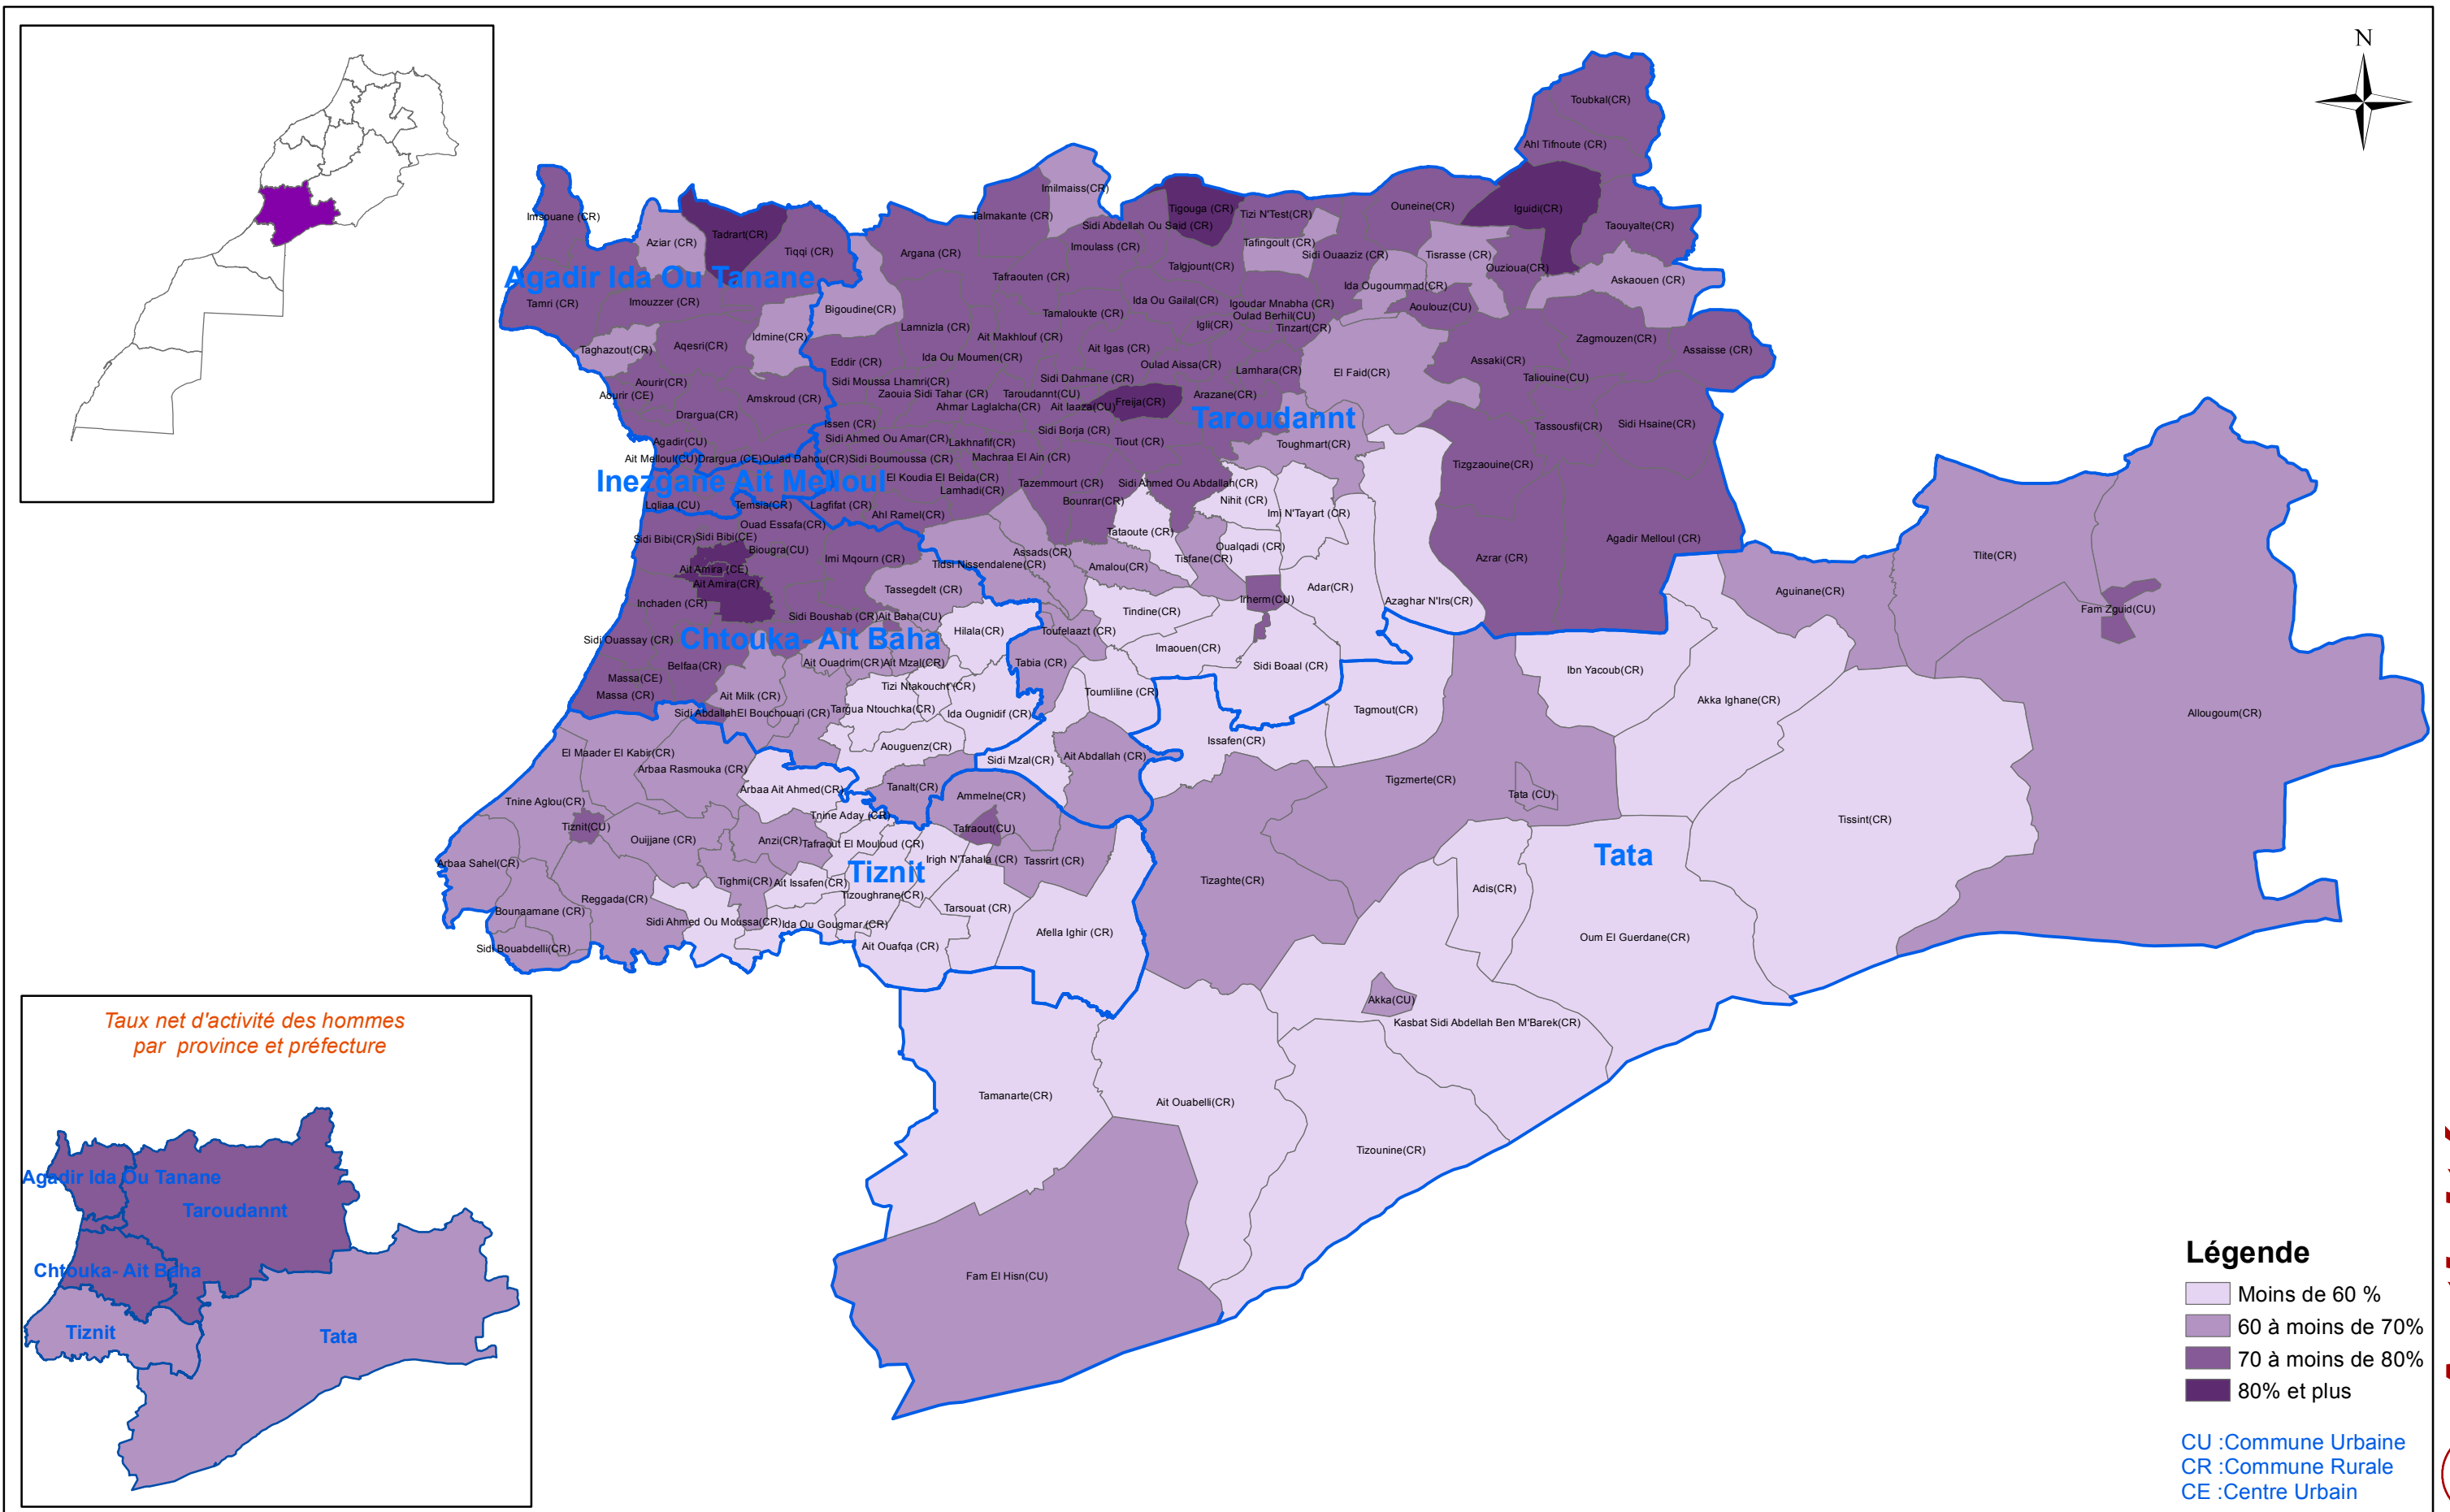 N
Toubkal(CR)
Ahl Tifnoute (CR)
Imilmaiss(CR)
Imsouane (CR)
Talmakante (CR)
Tigouga (CR)
Tizi N'Test(CR)
Ouneine(CR)
Iguidi(CR)
Sidi Abdellah Ou Said (CR)
Taouyalte(CR)
Tadrart(CR)
Aziar (CR)
Tiqqi (CR)
Argana (CR)
Imoulass (CR)
Tafingoult (CR)
Sidi Ouaaziz (CR)
Tisrasse (CR)
Talgjount(CR)
Ouzioua(CR)
Agadir Ida Ou Tanane
Tafraouten (CR)
Askaouen (CR)
Ida Ougoummad(CR)
Tamri (CR)
Imouzzer (CR)
Bigoudine(CR)
Ida Ou Gailal(CR)
Igoudar Mnabha (CR)
Aoulouz(CU)
Tamaloukte (CR)
Oulad Berhil(CU)
Lamnizla (CR)
Igli(CR)
Tinzart(CR)
Idmine(CR)
Ait Makhlouf (CR)
Zagmouzen(CR)
Taghazout(CR)
Aqesri(CR)
Ait Igas (CR)
Assaisse (CR)
Eddir (CR)
Ida Ou Moumen(CR)
Oulad Aissa(CR)
Assaki(CR)
Lamhara(CR)
El Faid(CR)
Taliouine(CU)
Aourir(CR)
Sidi Moussa Lhamri(CR)
Sidi Dahmane (CR)
Aourir (CE)
Amskroud (CR)
Zaouia Sidi Tahar (CR)
Taroudannt(CU)
Arazane(CR)
Freija(CR)
Ahmar Laglalcha(CR)
Ait Iaaza(CU)
Drargua(CR)
Taroudannt
Issen (CR)
Tassousfi(CR)
Sidi Hsaine(CR)
Agadir(CU)
Sidi Ahmed Ou Amar(CR)
Lakhnafif(CR)
Sidi Borja (CR)
Tiout (CR)
Toughmart(CR)
Ait Melloul(CU)
Drargua (CE)
Oulad Dahou(CR)
Sidi Boumoussa (CR)
Machraa El Ain (CR)
Tizgzaouine(CR)
Inezgane Ait Melloul
El Koudia El Beida(CR)
Lamhadi(CR)
Tazemmourt (CR)
Sidi Ahmed Ou Abdallah(CR)
Bounrar(CR)
Nihit (CR)
Lqliaa (CU)
Temsia(CR)
Lagfifat (CR)
Ahl Ramel(CR)
Imi N'Tayart (CR)
Ouad Essafa(CR)
Tataoute (CR)
Sidi Bibi(CR)
Sidi Bibi(CE)
Biougra(CU)
Imi Mqourn (CR)
Assads(CR)
Oualqadi (CR)
Agadir Melloul (CR)
Tidsi Nissendalene(CR)
Amalou(CR)
Tisfane(CR)
Azrar (CR)
Tlite(CR)
Ait Amira (CE)
Ait Amira(CR)
Tassegdelt (CR)
Adar(CR)
Aguinane(CR)
Inchaden (CR)
Irherm(CU)
Azaghar N'Irs(CR)
Fam Zguid(CU)
Sidi Boushab (CR)
Ait Baha(CU)
Tindine(CR)
Hilala(CR)
Toufelaazt (CR)
Sidi Ouassay (CR)
Chtouka- Ait Baha
Imaouen(CR)
Belfaa(CR)
Ait Ouadrim(CR)
Ait Mzal(CR)
Tabia (CR)
Sidi Boaal (CR)
Ibn Yacoub(CR)
Massa(CE)
Massa (CR)
Ait Milk (CR)
Tizi Ntakoucht (CR)
Toumliline (CR)
Akka Ighane(CR)
Sidi Abdallah
El Bouchouari (CR)
Targua Ntouchka(CR)
Ida Ougnidif (CR)
Tagmout(CR)
Allougoum(CR)
El Maader El Kabir(CR)
Aouguenz(CR)
Issafen(CR)
Arbaa Rasmouka (CR)
Sidi Mzal(CR)
Ait Abdallah (CR)
Arbaa Ait Ahmed(CR)
Tanalt(CR)
Ammelne(CR)
Tigzmerte(CR)
Tata (CU)
Tnine Aglou(CR)
Tnine Aday (CR)
Tissint(CR)
Tiznit(CU)
Tafraout(CU)
Ouijjane (CR)
Anzi(CR)
Tafraout El Mouloud (CR)
Tata
Arbaa Sahel(CR)
Irigh N'Tahala (CR)
Tassrirt (CR)
Tiznit
Tighmi(CR)
Ait Issafen(CR)
Tizaghte(CR)
Adis(CR)
Reggada(CR)
Tizoughrane(CR)
Tarsouat (CR)
Bounaamane (CR)
Sidi Ahmed Ou Moussa(CR)
Ida Ou Gougmar (CR)
Afella Ighir (CR)
Oum El Guerdane(CR)
Sidi Bouabdelli(CR)
Ait Ouafqa (CR)
Akka(CU)
Kasbat Sidi Abdellah Ben M'Barek(CR)
Tamanarte(CR)
Ait Ouabelli(CR)
Tizounine(CR)
Fam El Hisn(CU)
Taux net d'activité des hommes
par province et préfecture
Agadir Ida Ou Tanane
Taroudannt
Chtouka- Ait Baha
Tiznit
Tata
Légende
Moins de 60 %
60 à moins de 70%
70 à moins de 80%
80% et plus
CU :Commune Urbaine
CR :Commune Rurale
CE :Centre Urbain